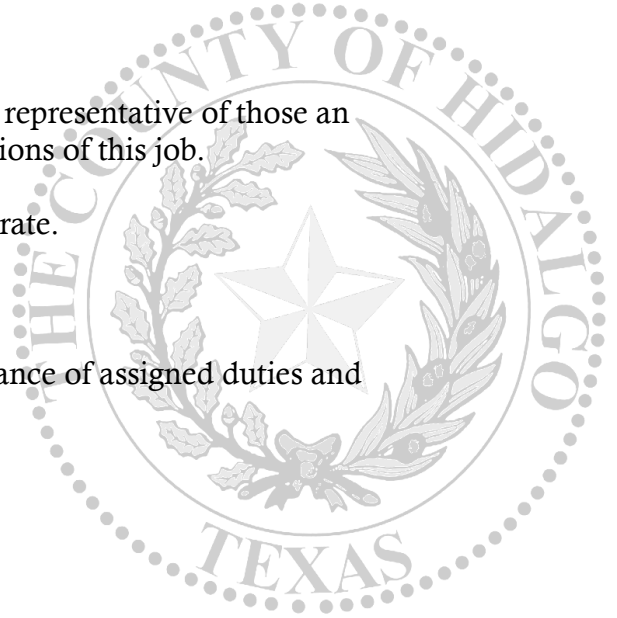 representative of those an
ions of this job.
rate.
ance of assigned duties and
THE COUNTY OF HIDALGO
TEXAS